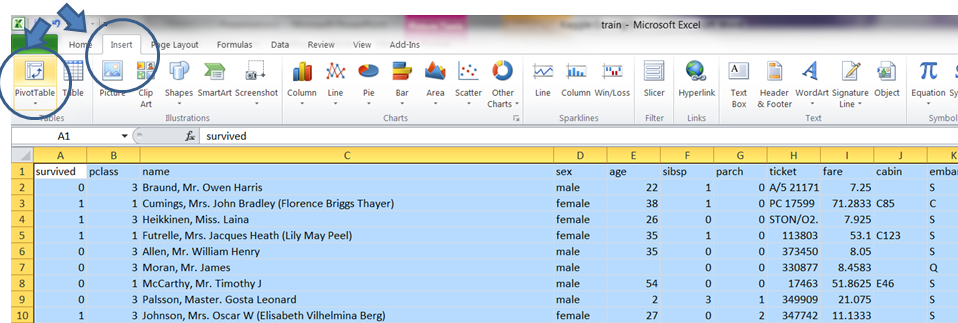 train - Microsoft Excel
Home Insert Page Layout Formulas Data Review View Add-Ins
PivotTable Table Picture Clip Art Shapes SmartArt Screenshot Column Line Pie Bar Area Scatter Other Charts Line Column Win/Loss Slicer Hyperlink Text Box Header & Footer WordArt Signature Line Object Equation
Tables Illustrations Charts Sparklines Filter Links Text
A1 fx survived
A B C D E F G H I J K
1 survived pclass name sex age sibsp parch ticket fare cabin
2 0 3 Braund, Mr. Owen Harris male 22 1 0 A/5 21171 7.25 S
3 1 1 Cumings, Mrs. John Bradley (Florence Briggs Thayer) female 38 1 0 PC 17599 71.2833 C85 C
4 1 3 Heikkinen, Miss. Laina female 26 0 0 STON/O2. 7.925 S
5 1 1 Futrelle, Mrs. Jacques Heath (Lily May Peel) female 35 1 0 113803 53.1 C123 S
6 0 3 Allen, Mr. William Henry male 35 0 0 373450 8.05 S
7 0 3 Moran, Mr. James male 0 0 330877 8.4583 Q
8 0 1 McCarthy, Mr. Timothy J male 54 0 0 17463 51.8625 E46 S
9 0 3 Palsson, Master. Gosta Leonard male 2 3 1 349909 21.075 S
10 1 3 Johnson, Mrs. Oscar W (Elisabeth Vilhelmina Berg) female 27 0 2 347742 11.1333 S